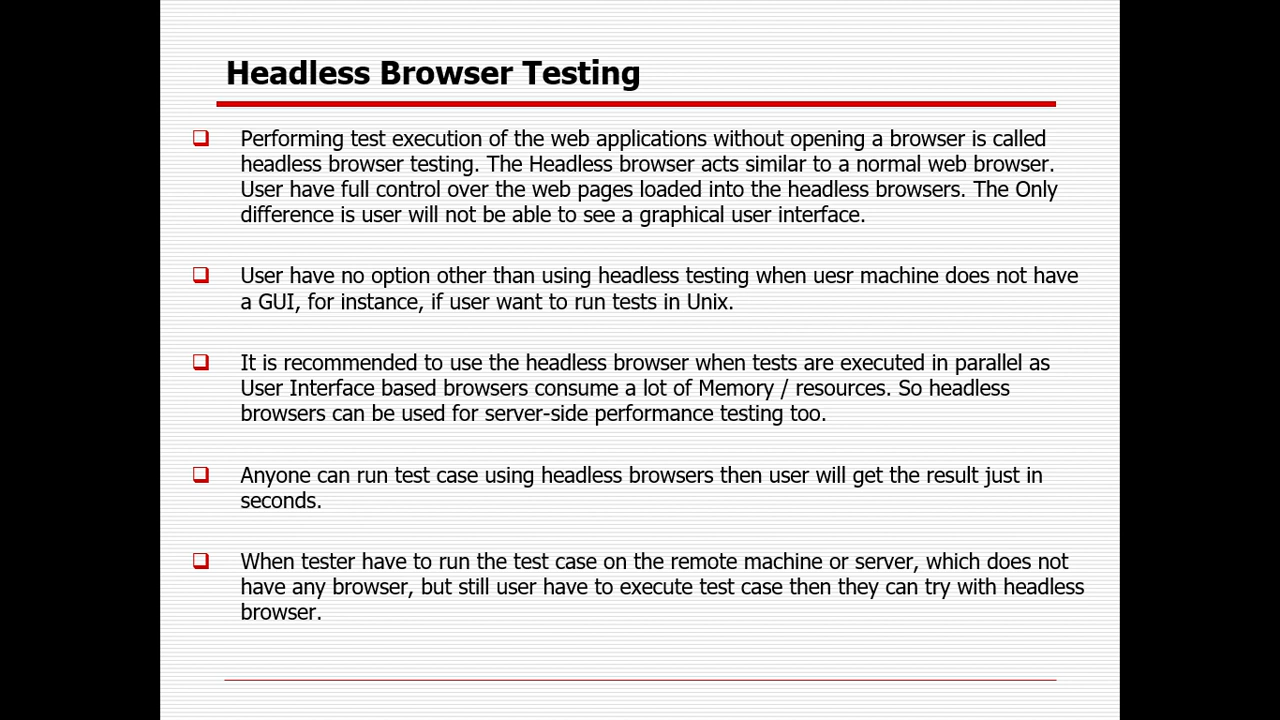 Headless Browser Testing
Performing test execution of the web applications without opening a browser is called
headless browser testing. The Headless browser acts similar to a normal web browser.
User have full control over the web pages loaded into the headless browsers. The Only
difference is user will not be able to see a graphical user interface.
User have no option other than using headless testing when uesr machine does not have
a GUI, for instance, if user want to run tests in Unix.
It is recommended to use the headless browser when tests are executed in parallel as
User Interface based browsers consume a lot of Memory / resources. So headless
browsers can be used for server-side performance testing too.
Anyone can run test case using headless browsers then user will get the result just in
seconds.
When tester have to run the test case on the remote machine or server, which does not
have any browser, but still user have to execute test case then they can try with headless
browser.